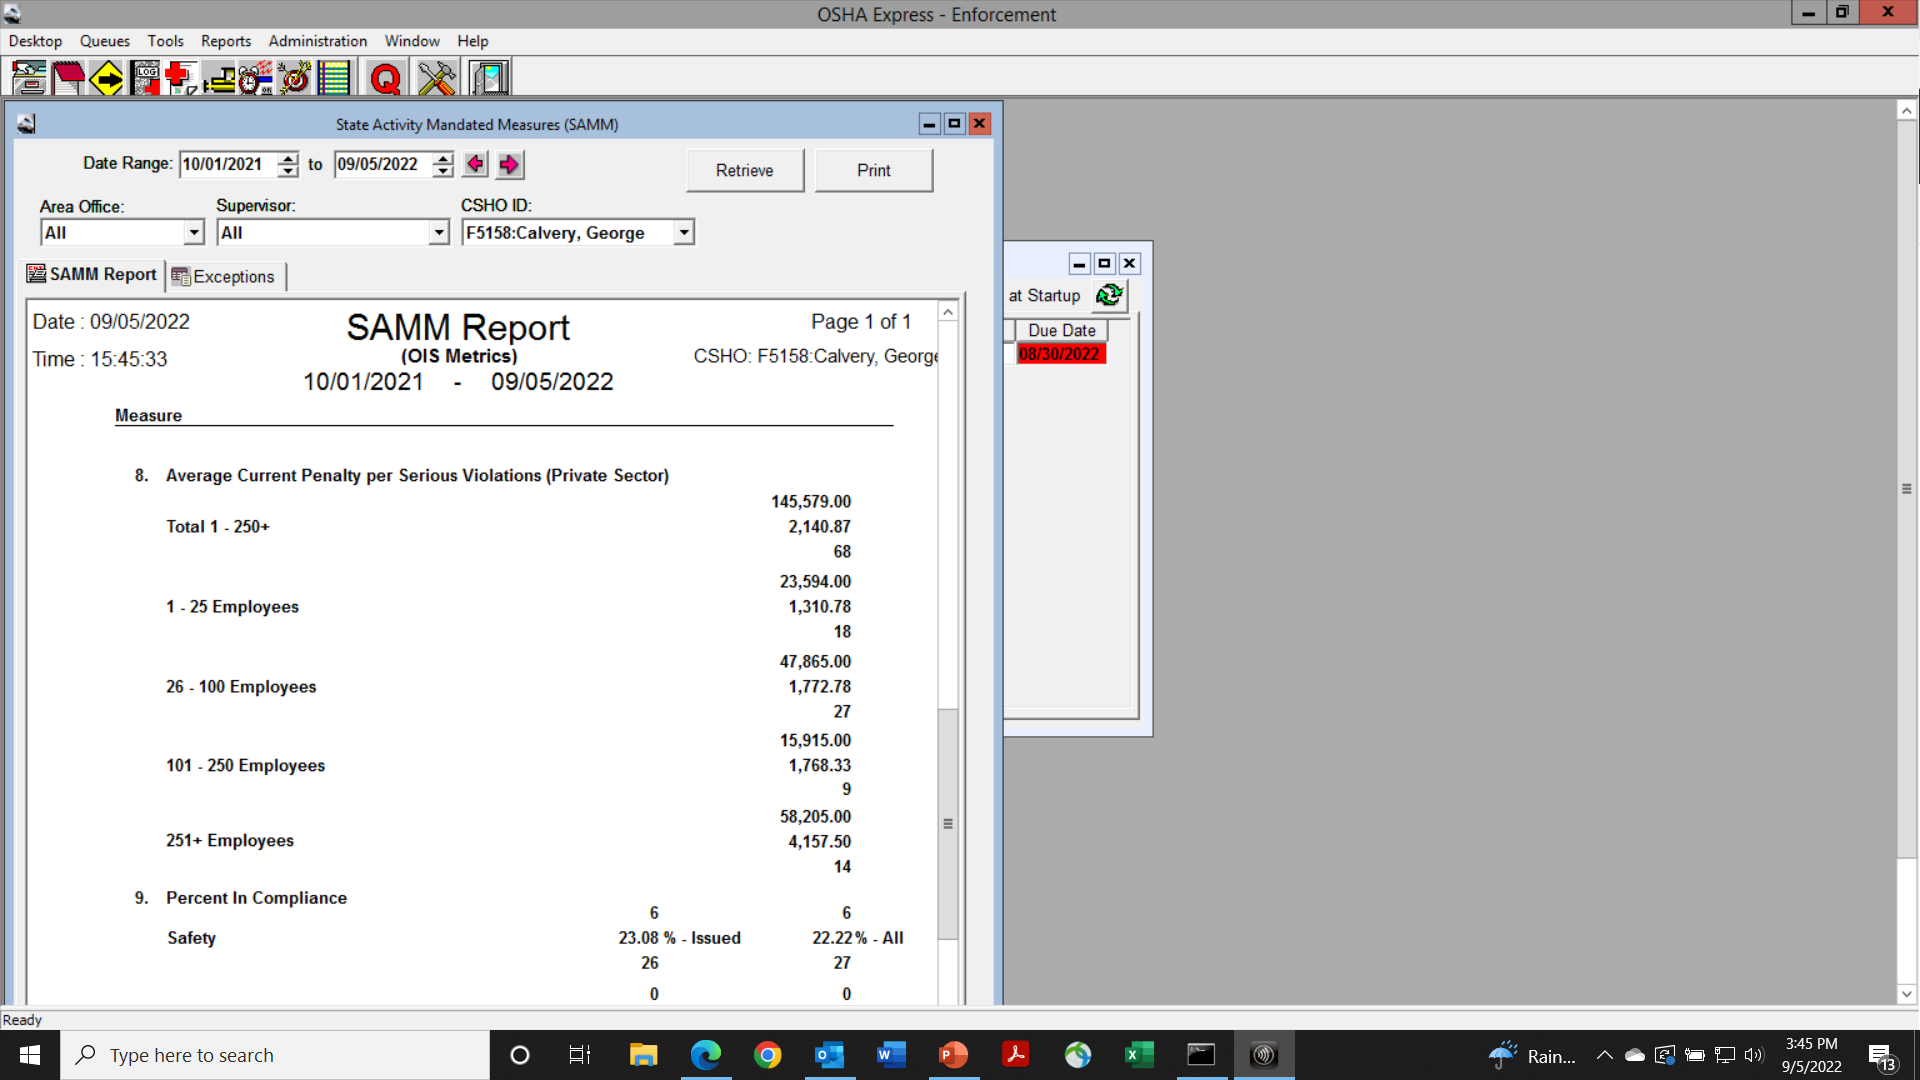 OSHA Express - Enforcement
Desktop Queues Tools Reports Administration Window Help
LOG
Q
State Activity Mandated Measures (SAMM)
Date Range: 10/01/2021 to 09/05/2022
Retrieve Print
Area Office: Supervisor: CSHO ID:
All All F5158:Calvery, George
SAMM Report Exceptions
at Startup
Due Date
08/30/2022
Date : 09/05/2022 SAMM Report Page 1 of 1
(OIS Metrics)
Time : 15:45:33 CSHO: F5158:Calvery, George
10/01/2021 - 09/05/2022
Measure
8. Average Current Penalty per Serious Violations (Private Sector)
145,579.00
Total 1 - 250+ 2,140.87
68
23,594.00
1 - 25 Employees 1,310.78
18
47,865.00
26 - 100 Employees 1,772.78
27
15,915.00
101 - 250 Employees 1,768.33
9
58,205.00
251+ Employees 4,157.50
14
9. Percent In Compliance
6 6
Safety 23.08 % - Issued 22.22 % - All
26 27
0 0
Ready
Type here to search
Rain...
3:45 PM
9/5/2022
13